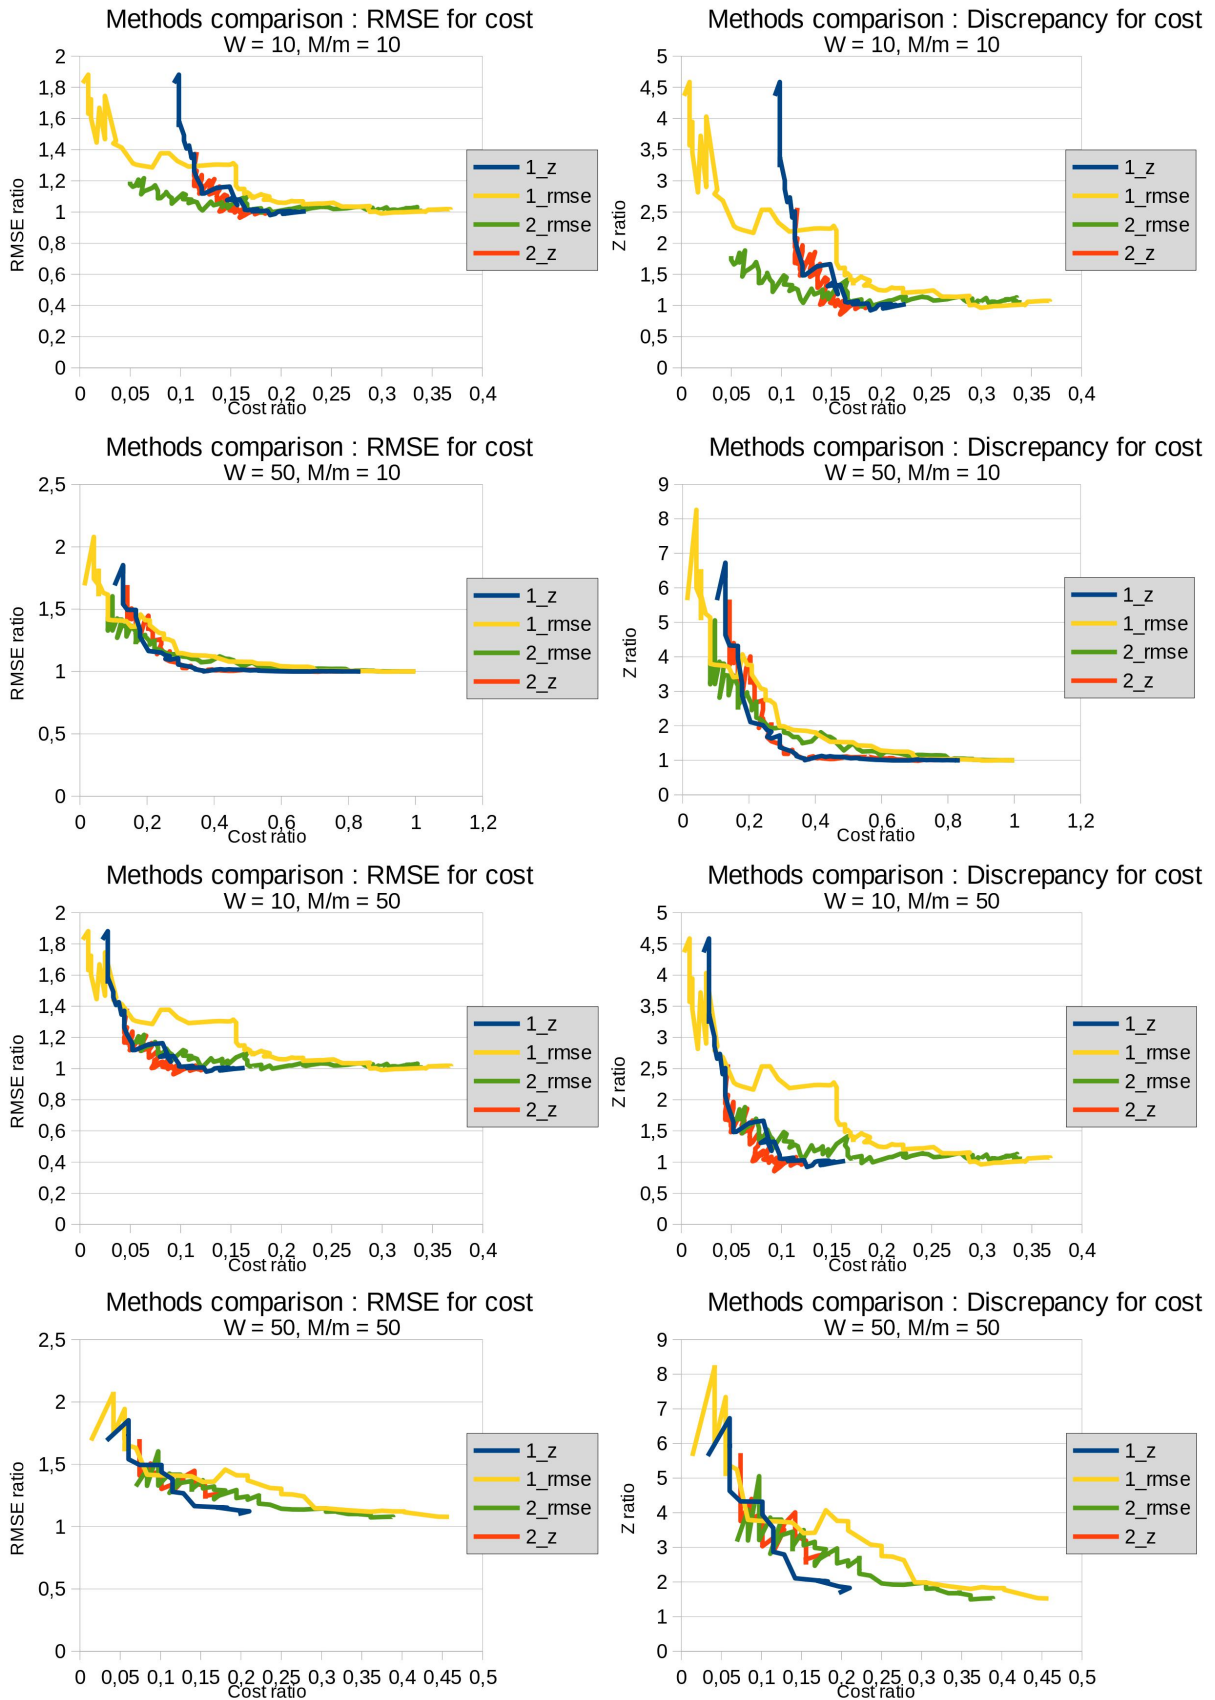 Methods comparison : RMSE for cost
W = 10, M/m = 10
2
1,8
1,6
1,4
1,2
1
0,8
0,6
0,4
0,2
0
RMSE ratio
0 0,05 0,1 0,15 0,2 0,25 0,3 0,35 0,4
Cost ratio
1_z
1_rmse
2_rmse
2_z
Methods comparison : Discrepancy for cost
W = 10, M/m = 10
5
4,5
4
3,5
3
2,5
2
1,5
1
0,5
0
Z ratio
0 0,05 0,1 0,15 0,2 0,25 0,3 0,35 0,4
Cost ratio
1_z
1_rmse
2_rmse
2_z
Methods comparison : RMSE for cost
W = 50, M/m = 10
2,5
2
1,5
1
0,5
0
RMSE ratio
0 0,2 0,4 0,6 0,8 1 1,2
Cost ratio
1_z
1_rmse
2_rmse
2_z
Methods comparison : Discrepancy for cost
W = 50, M/m = 10
9
8
7
6
5
4
3
2
1
0
Z ratio
0 0,2 0,4 0,6 0,8 1 1,2
Cost ratio
1_z
1_rmse
2_rmse
2_z
Methods comparison : RMSE for cost
W = 10, M/m = 50
2
1,8
1,6
1,4
1,2
1
0,8
0,6
0,4
0,2
0
RMSE ratio
0 0,05 0,1 0,15 0,2 0,25 0,3 0,35 0,4
Cost ratio
1_z
1_rmse
2_rmse
2_z
Methods comparison : Discrepancy for cost
W = 10, M/m = 50
5
4,5
4
3,5
3
2,5
2
1,5
1
0,5
0
Z ratio
0 0,05 0,1 0,15 0,2 0,25 0,3 0,35 0,4
Cost ratio
1_z
1_rmse
2_rmse
2_z
Methods comparison : RMSE for cost
W = 50, M/m = 50
2,5
2
1,5
1
0,5
0
RMSE ratio
0 0,05 0,1 0,15 0,2 0,25 0,3 0,35 0,4 0,45 0,5
Cost ratio
1_z
1_rmse
2_rmse
2_z
Methods comparison : Discrepancy for cost
W = 50, M/m = 50
9
8
7
6
5
4
3
2
1
0
Z ratio
0 0,05 0,1 0,15 0,2 0,25 0,3 0,35 0,4 0,45 0,5
Cost ratio
1_z
1_rmse
2_rmse
2_z